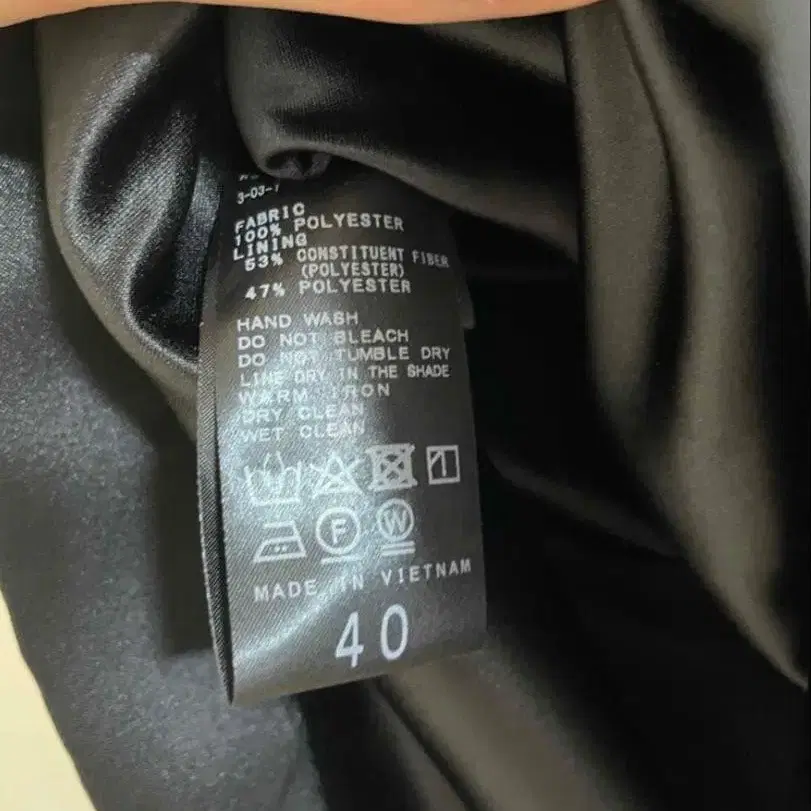 3-03-
FABRIC
100% POLYESTER
LINING
53% CONSTITUENT FIBER
(POLYESTER)
47% POLYESTER
HAND WASH
DO NOT BLEACH
DO NOT TUMBLE DRY
LINE DRY IN THE SHADE
WARM IRON
DRY CLEAN
WET CLEAN
F W
MADE IN VIETNAM
40